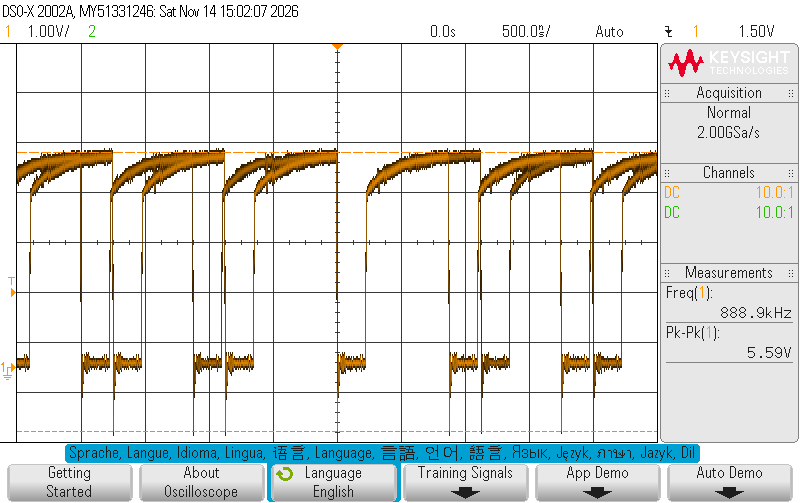 DSO-X 2002A, MY51331246: Sat Nov 14 15:02:07 2026
1 1.00V/ 2 0.0s 500.0ns/ Auto 1 1.50V
KEYSIGHT
TECHNOLOGIES
Acquisition
Normal
2.00GSa/s
Channels
DC 10.0:1
DC 10.0:1
Measurements
Freq(1):
888.9kHz
Pk-Pk(1):
5.59V
T
1
Sprache, Langue, Idioma, Lingua, 语言, Language, 言語, 언어, 語言, Язык, Język, ภาษา, Jazyk, Dil
Getting
Started
About
Oscilloscope
Language
English
Training Signals
App Demo
Auto Demo